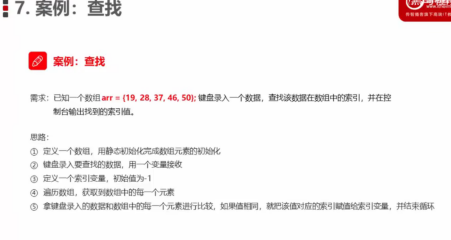 7. 案例：查找
案例：查找
需求：已知一个数组arr = {19, 28, 37, 46, 50}; 键盘录入一个数据，查找该数据在数组中的索引，并在控
制台输出找到的索引值。
思路：
① 定义一个数组，用静态初始化完成数组元素的初始化
② 键盘录入要查找的数据，用一个变量接收
③ 定义一个索引变量，初始值为-1
④ 遍历数组，获取到数组中的每一个元素
⑤ 拿键盘录入的数据和数组中的每一个元素进行比较，如果值相同，就把该值对应的索引赋值给索引变量，并结束循环